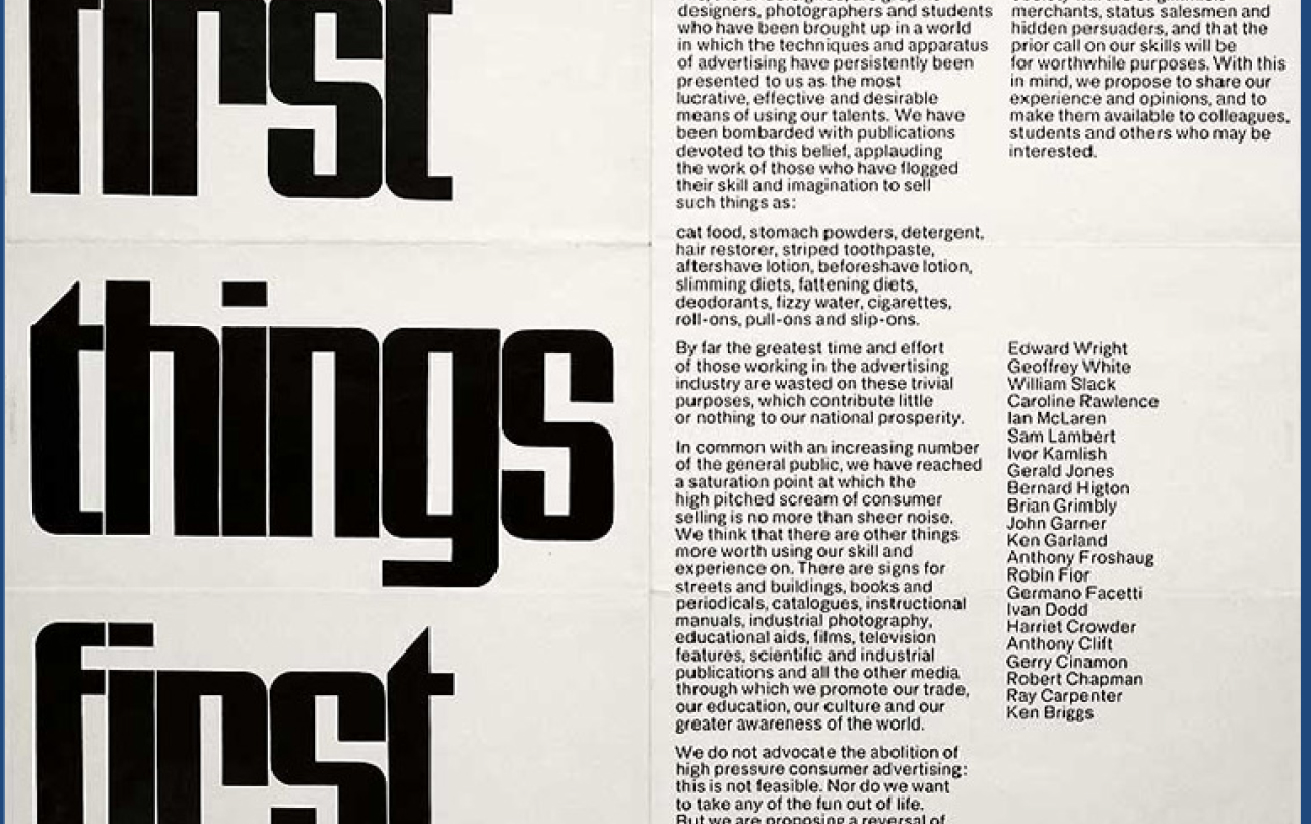 first
things
first
designers, photographers and students
who have been brought up in a world
in which the techniques and apparatus
of advertising have persistently been
presented to us as the most
lucrative, effective and desirable
means of using our talents. We have
been bombarded with publications
devoted to this belief, applauding
the work of those who have flogged
their skill and imagination to sell
such things as:
cat food, stomach powders, detergent,
hair restorer, striped toothpaste,
aftershave lotion, beforeshave lotion,
slimming diets, fattening diets,
deodorants, fizzy water, cigarettes,
roll-ons, pull-ons and slip-ons.
By far the greatest time and effort
of those working in the advertising
industry are wasted on these trivial
purposes, which contribute little
or nothing to our national prosperity.
In common with an increasing number
of the general public, we have reached
a saturation point at which the
high pitched scream of consumer
selling is no more than sheer noise.
We think that there are other things
more worth using our skill and
experience on. There are signs for
streets and buildings, books and
periodicals, catalogues, instructional
manuals, industrial photography,
educational aids, films, television
features, scientific and industrial
publications and all the other media
through which we promote our trade,
our education, our culture and our
greater awareness of the world.
We do not advocate the abolition of
high pressure consumer advertising:
this is not feasible. Nor do we want
to take any of the fun out of life.
But we are proposing a reversal of
merchants, status salesmen and
hidden persuaders, and that the
prior call on our skills will be
for worthwhile purposes. With this
in mind, we propose to share our
experience and opinions, and to
make them available to colleagues,
students and others who may be
interested.
Edward Wright
Geoffrey White
William Slack
Caroline Rawlence
Ian McLaren
Sam Lambert
Ivor Kamlish
Gerald Jones
Bernard Higton
Brian Grimbly
John Garner
Ken Garland
Anthony Froshaug
Robin Fior
Germano Facetti
Ivan Dodd
Harriet Crowder
Anthony Clift
Gerry Cinamon
Robert Chapman
Ray Carpenter
Ken Briggs